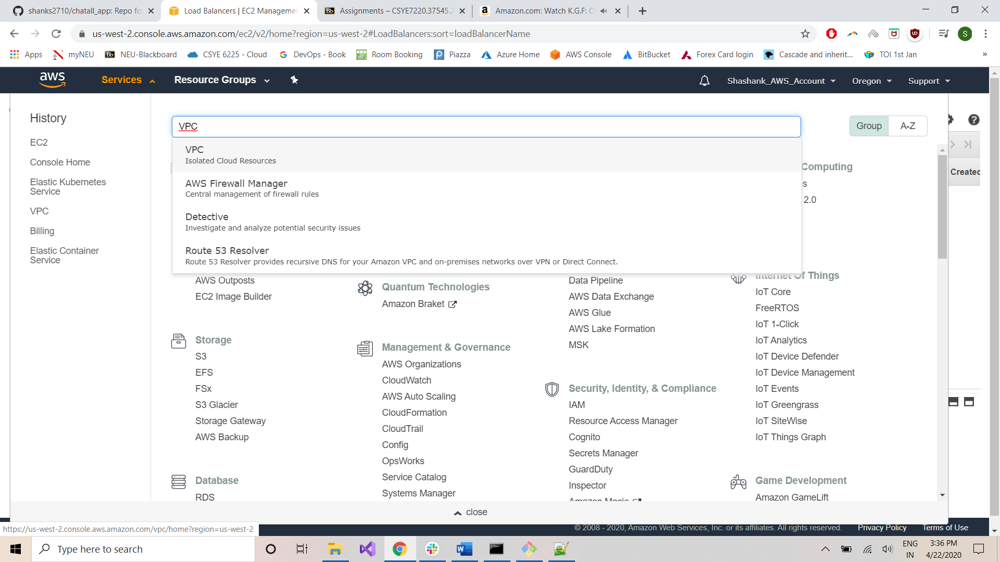 shanks2710/chatall_app: Repo fo
Load Balancers | EC2 Manageme
Assignments – CSYE7220.37545.2
Amazon.com: Watch K.G.F: C
us-west-2.console.aws.amazon.com/ec2/v2/home?region=us-west-2#LoadBalancers:sort=loadBalancerName
S
Apps
myNEU
Bb NEU-Blackboard
CSYE 6225 - Cloud
DevOps - Book
Room Booking
Piazza
Azure Home
AWS Console
BitBucket
Forex Card login
Cascade and inherit...
TOI 1st Jan
»
aws
Services
Resource Groups
Shashank_AWS_Account
Oregon
Support
History
EC2
Console Home
Elastic Kubernetes
Service
VPC
Billing
Elastic Container
Service
VPC
Group
A-Z
VPC
Isolated Cloud Resources
AWS Firewall Manager
Central management of firewall rules
Detective
Investigate and analyze potential security issues
Route 53 Resolver
Route 53 Resolver provides recursive DNS for your Amazon VPC and on-premises networks over VPN or Direct Connect.
Computing
s
2.0
Created
AWS Outposts
EC2 Image Builder
Storage
S3
EFS
FSx
S3 Glacier
Storage Gateway
AWS Backup
Database
RDS
Quantum Technologies
Amazon Braket
Management & Governance
AWS Organizations
CloudWatch
AWS Auto Scaling
CloudFormation
CloudTrail
Config
OpsWorks
Service Catalog
Systems Manager
Data Pipeline
AWS Data Exchange
AWS Glue
AWS Lake Formation
MSK
Security, Identity, & Compliance
IAM
Resource Access Manager
Cognito
Secrets Manager
GuardDuty
Inspector
Amazon Macie
Internet Of Things
IoT Core
FreeRTOS
IoT 1-Click
IoT Analytics
IoT Device Defender
IoT Device Management
IoT Events
IoT Greengrass
IoT SiteWise
IoT Things Graph
Game Development
Amazon GameLift
close
https://us-west-2.console.aws.amazon.com/vpc/home?region=us-west-2
© 2008 - 2020, Amazon Web Services, Inc. or its affiliates. All rights reserved.
Privacy Policy
Terms of Use
Type here to search
ENG
IN
3:36 PM
4/22/2020